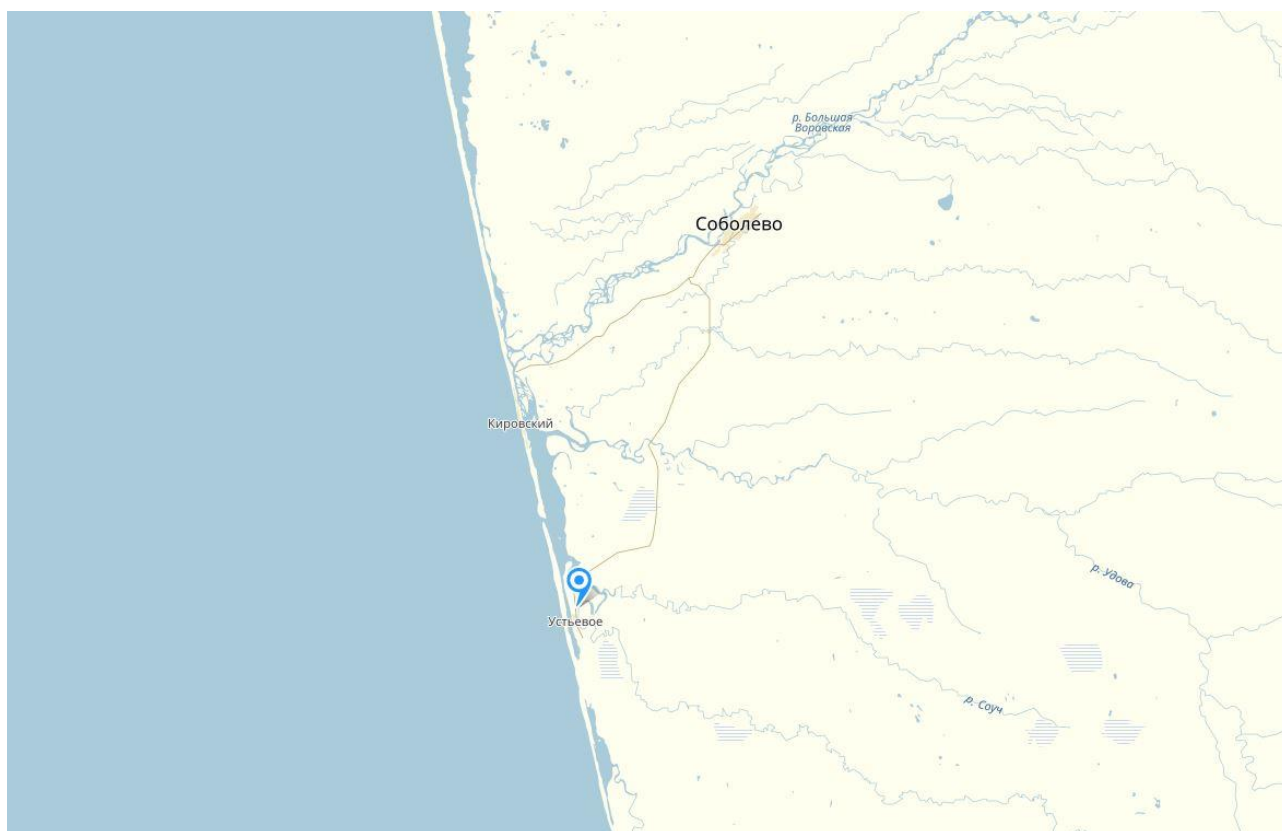 р. Большая
Воровская
Соболево
Кировский
р. Удова
Устьевое
р. Соуч